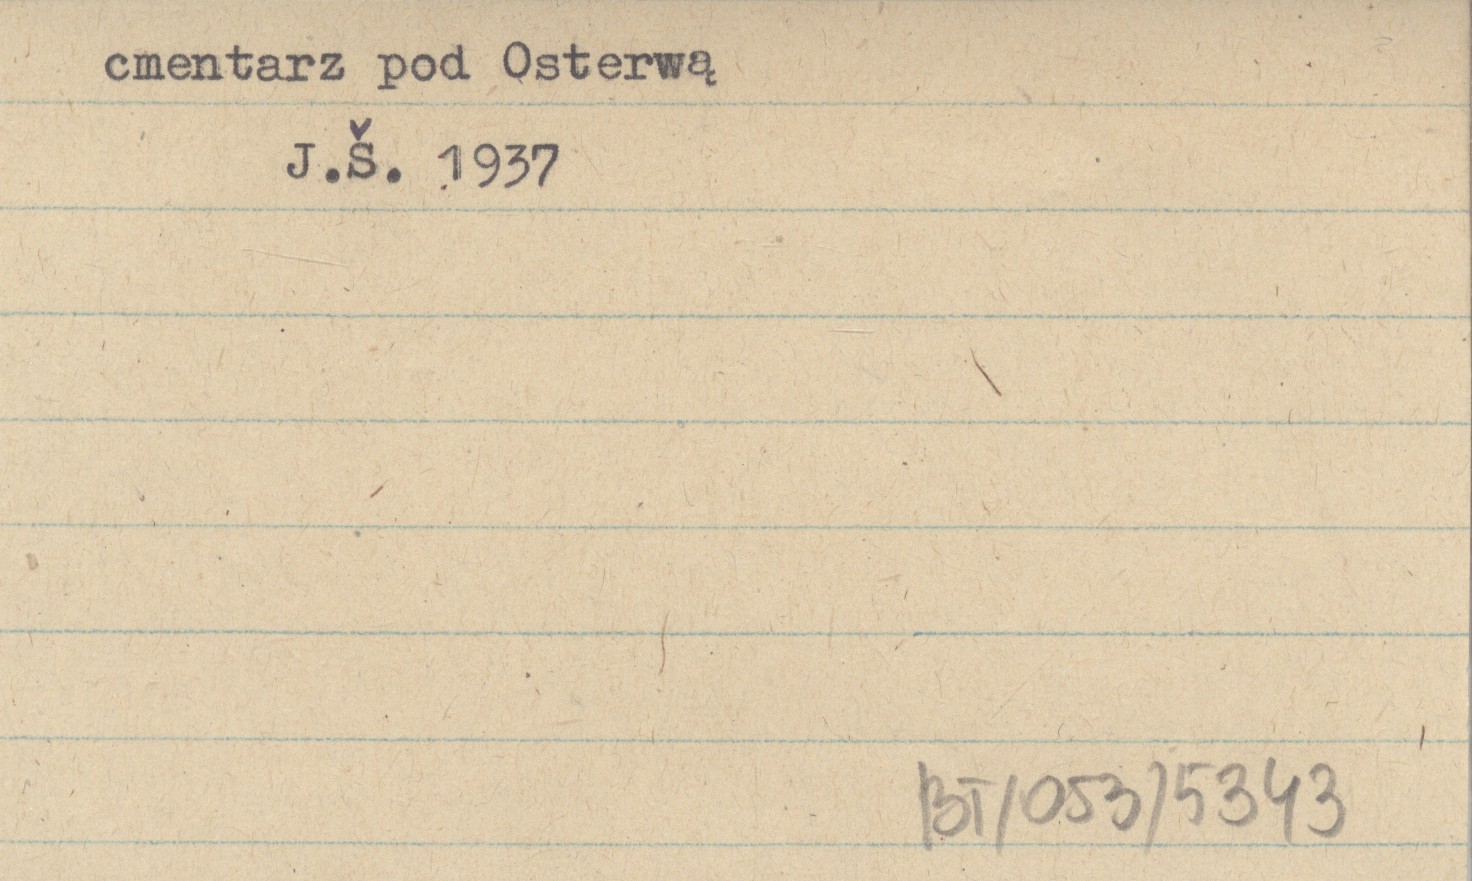 cmentarz pod Osterwą
J.Š. 1937
BT/053/5343